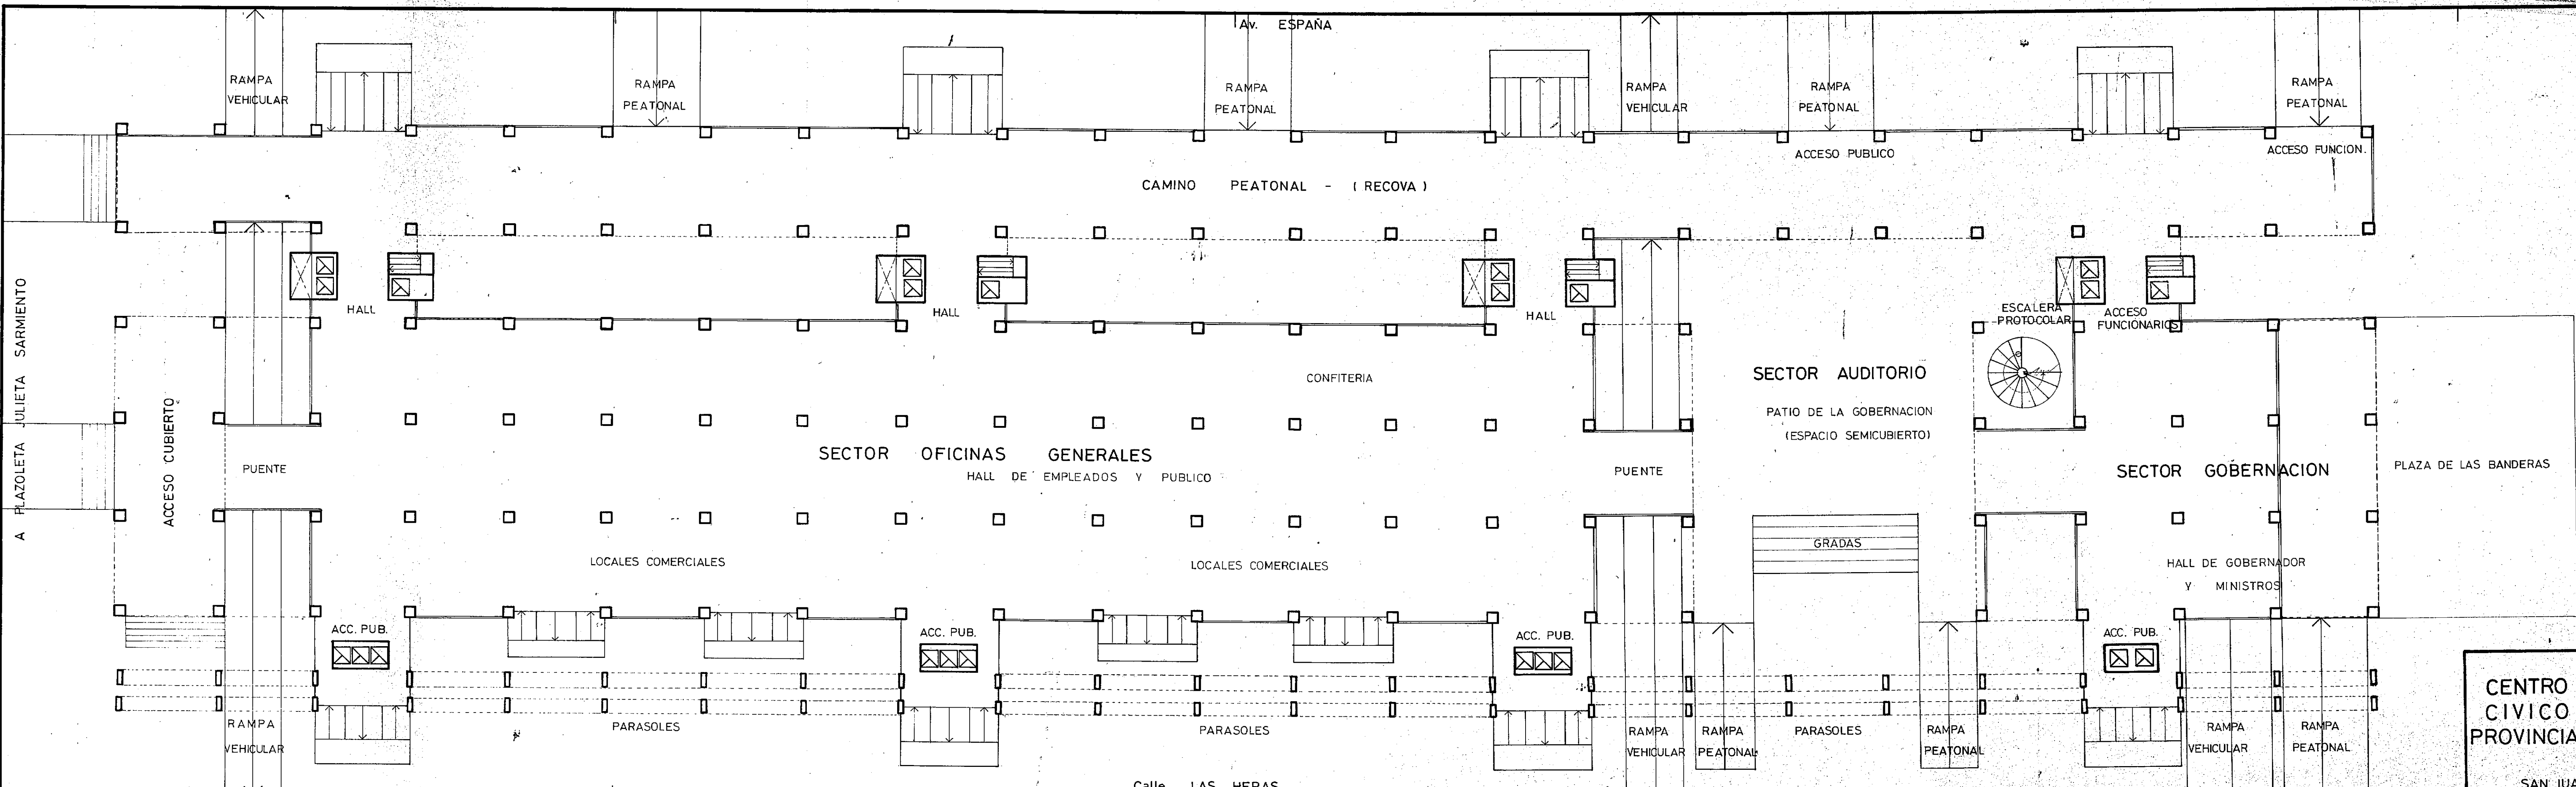 Av. ESPAÑA
RAMPA
VEHICULAR
RAMPA
PEATONAL
RAMPA
PEATONAL
RAMPA
VEHICULAR
RAMPA
PEATONAL
RAMPA
PEATONAL
ACCESO PUBLICO
ACCESO FUNCION.
CAMINO PEATONAL - (RECOVA)
A PLAZOLETA JULIETA SARMIENTO
HALL
HALL
HALL
ESCALERA
PROTOCOLAR
ACCESO
FUNCIONARIOS
CONFITERIA
SECTOR AUDITORIO
PATIO DE LA GOBERNACION
(ESPACIO SEMICUBIERTO)
ACCESO CUBIERTO
PUENTE
SECTOR OFICINAS GENERALES
HALL DE EMPLEADOS Y PUBLICO
PUENTE
SECTOR GOBERNACION
PLAZA DE LAS BANDERAS
GRADAS
LOCALES COMERCIALES
LOCALES COMERCIALES
HALL DE GOBERNADOR
Y MINISTROS
ACC. PUB.
ACC. PUB.
ACC. PUB.
ACC. PUB.
RAMPA
VEHICULAR
PARASOLES
PARASOLES
RAMPA
VEHICULAR
RAMPA
PEATONAL
PARASOLES
RAMPA
PEATONAL
RAMPA
VEHICULAR
RAMPA
PEATONAL
CENTRO
CIVICO
PROVINCIA
SAN JUA
Calle LAS HERAS